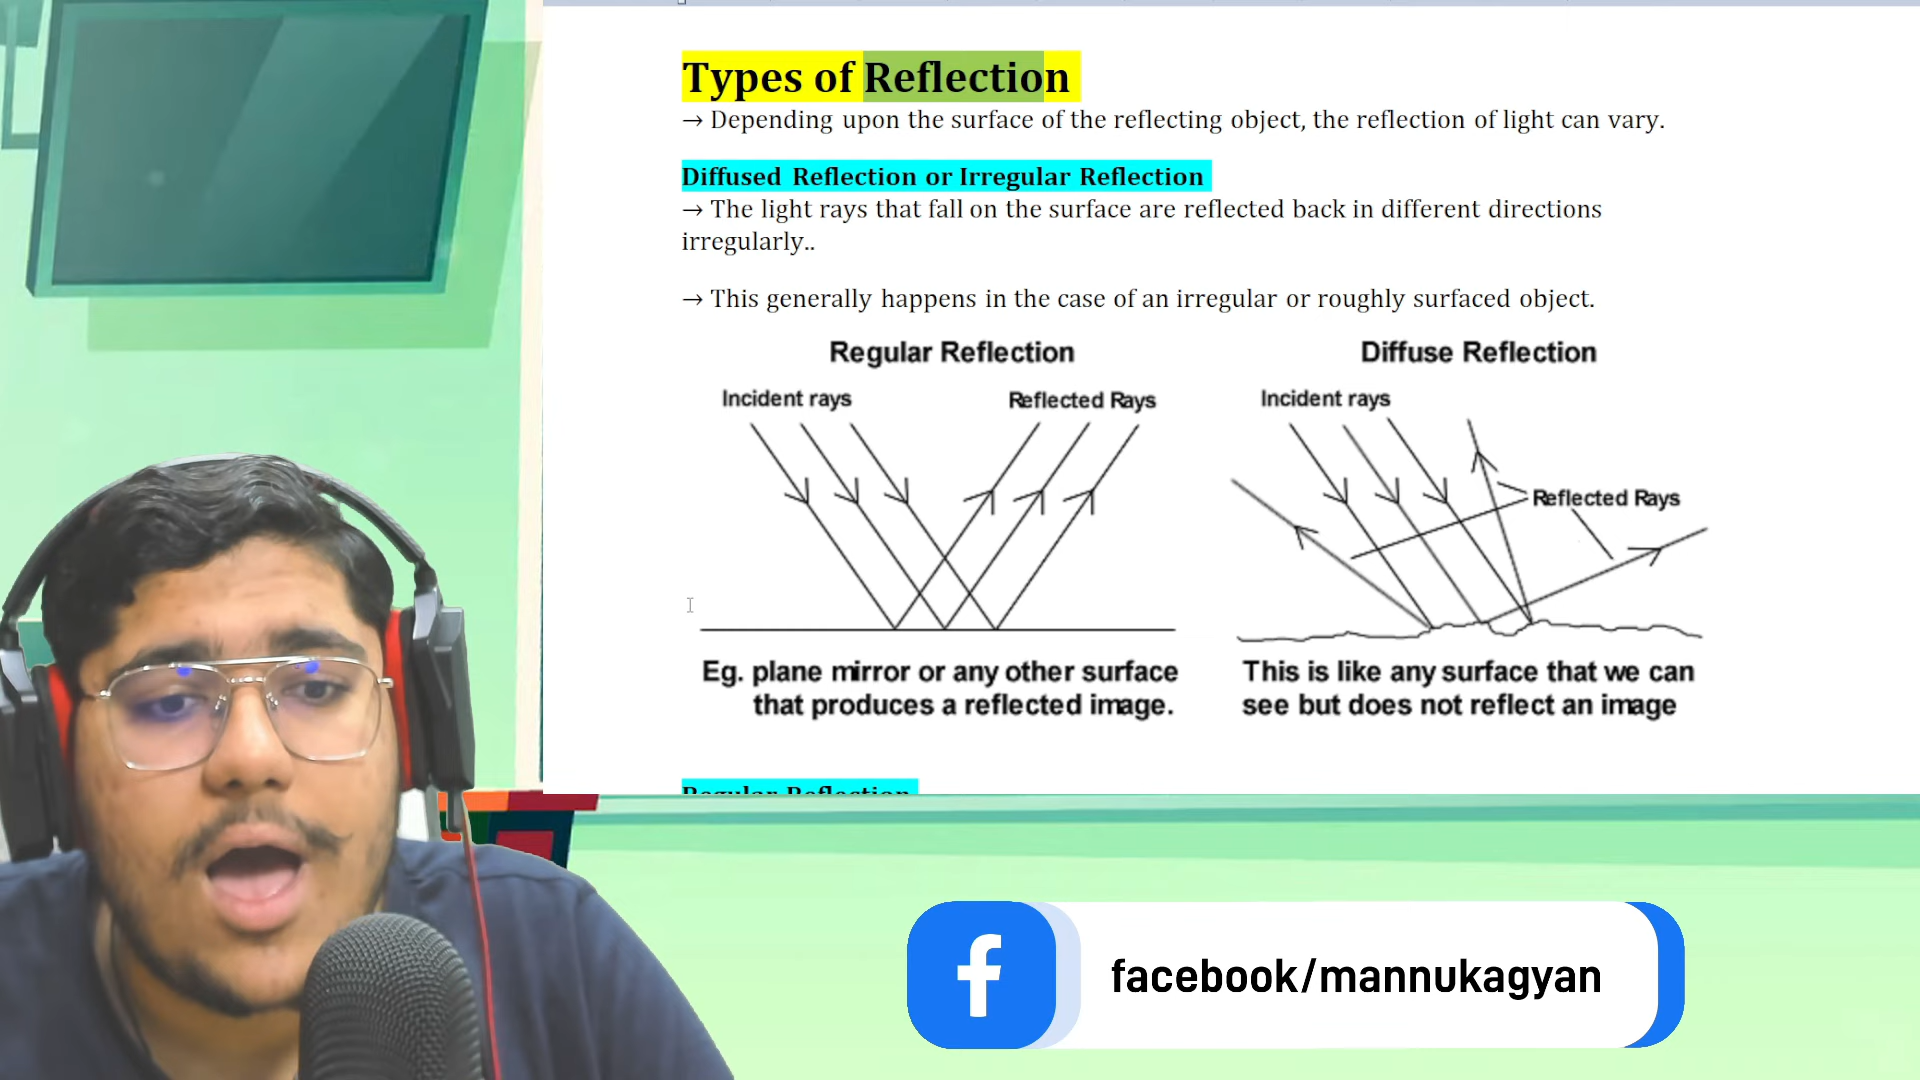 Types of Reflection
→ Depending upon the surface of the reflecting object, the reflection of light can vary.
Diffused Reflection or Irregular Reflection
→ The light rays that fall on the surface are reflected back in different directions
irregularly..
→ This generally happens in the case of an irregular or roughly surfaced object.
Regular Reflection
Incident rays
Reflected Rays
Eg. plane mirror or any other surface
that produces a reflected image.
Diffuse Reflection
Incident rays
Reflected Rays
This is like any surface that we can
see but does not reflect an image
Regular Reflection
facebook/mannukagyan